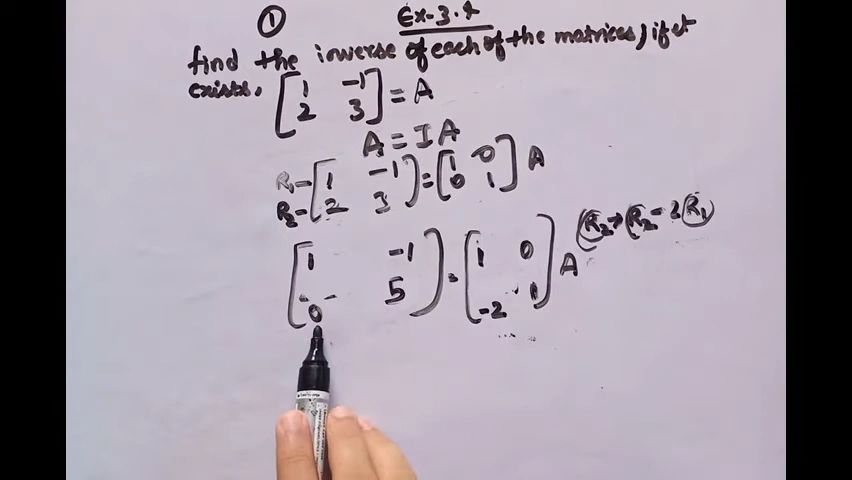 ① Ex-3.4
find the inverse of each of the matrices, if it
exists. [1 -1
2 3] = A
A = I A
R₁- [1 -1
R₂- 2 3] = [1 0
0 1] A
[1 -1
0 5] = [1 0
-2 1] A (R₂→R₂-2R₁)